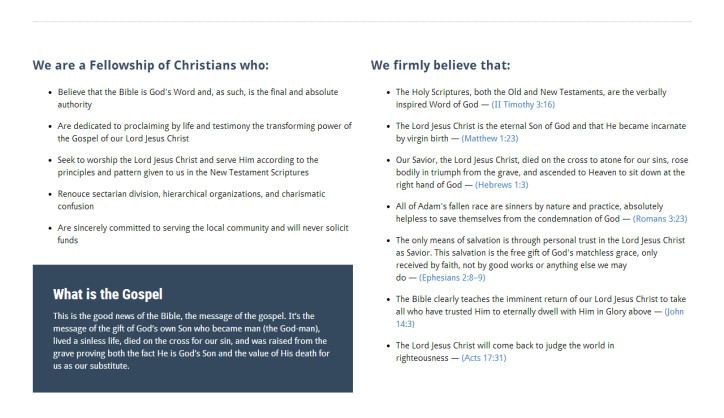 We are a Fellowship of Christians who:
• Believe that the Bible is God's Word and, as such, is the final and absolute
authority
• Are dedicated to proclaiming by life and testimony the transforming power of
the Gospel of our Lord Jesus Christ
• Seek to worship the Lord Jesus Christ and serve Him according to the
principles and pattern given to us in the New Testament Scriptures
• Renouce sectarian division, hierarchical organizations, and charismatic
confusion
• Are sincerely committed to serving the local community and will never solicit
funds
What is the Gospel
This is the good news of the Bible, the message of the gospel. It's the
message of the gift of God's own Son who became man (the God-man),
lived a sinless life, died on the cross for our sin, and was raised from the
grave proving both the fact He is God's Son and the value of His death for
us as our substitute.
We firmly believe that:
• The Holy Scriptures, both the Old and New Testaments, are the verbally
inspired Word of God — (II Timothy 3:16)
• The Lord Jesus Christ is the eternal Son of God and that He became incarnate
by virgin birth — (Matthew 1:23)
• Our Savior, the Lord Jesus Christ, died on the cross to atone for our sins, rose
bodily in triumph from the grave, and ascended to Heaven to sit down at the
right hand of God — (Hebrews 1:3)
• All of Adam's fallen race are sinners by nature and practice, absolutely
helpless to save themselves from the condemnation of God — (Romans 3:23)
• The only means of salvation is through personal trust in the Lord Jesus Christ
as Savior. This salvation is the free gift of God's matchless grace, only
received by faith, not by good works or anything else we may
do — (Ephesians 2:8–9)
• The Bible clearly teaches the imminent return of our Lord Jesus Christ to take
all who have trusted Him to eternally dwell with Him in Glory above — (John
14:3)
• The Lord Jesus Christ will come back to judge the world in
righteousness — (Acts 17:31)